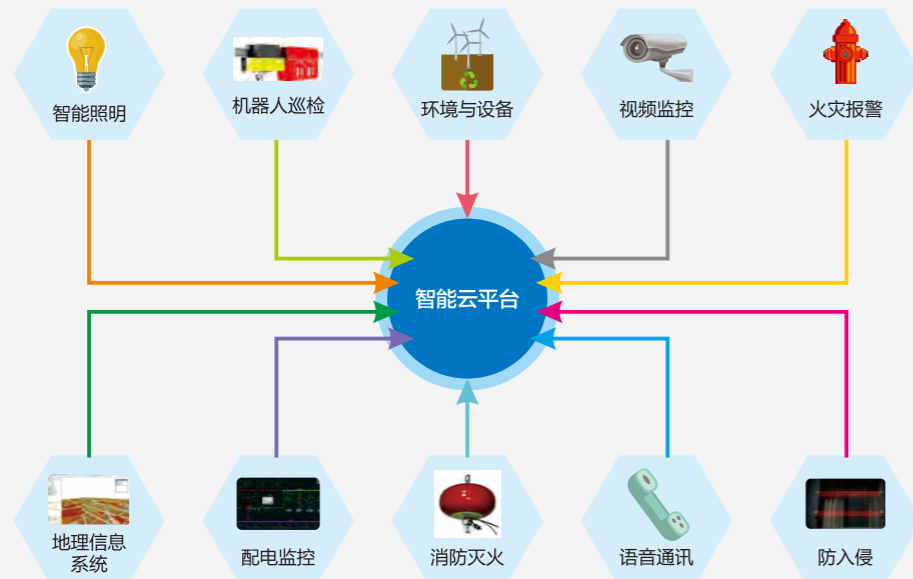 智能照明
机器人巡检
环境与设备
视频监控
火灾报警
智能云平台
地理信息
系统
配电监控
消防灭火
语音通讯
防入侵